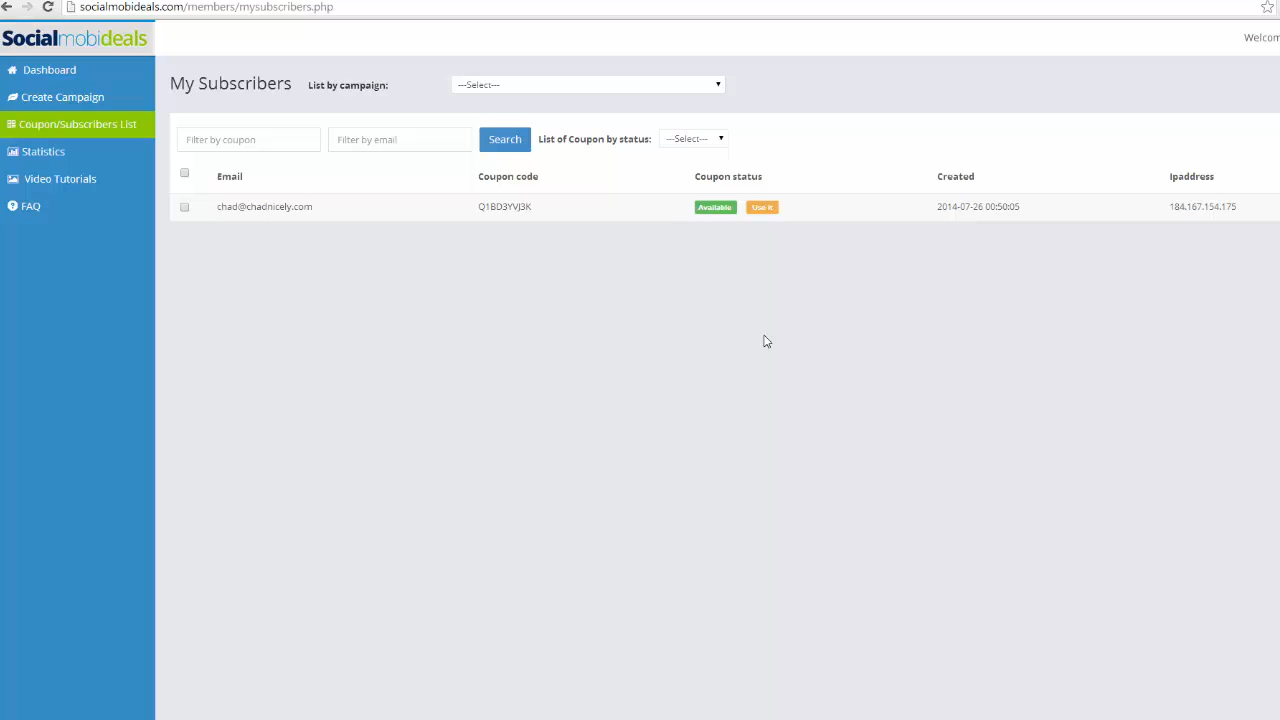 socialmobideals.com/members/mysubscribers.php
Socialmobideals
Welcom
Dashboard
Create Campaign
Coupon/Subscribers List
Statistics
Video Tutorials
FAQ
My Subscribers List by campaign: ---Select---
Filter by coupon Filter by email Search List of Coupon by status: ---Select---
Email Coupon code Coupon status Created Ipaddress
chad@chadnicely.com Q1BD3YVJ3K Available Use it 2014-07-26 00:50:05 184.167.154.175